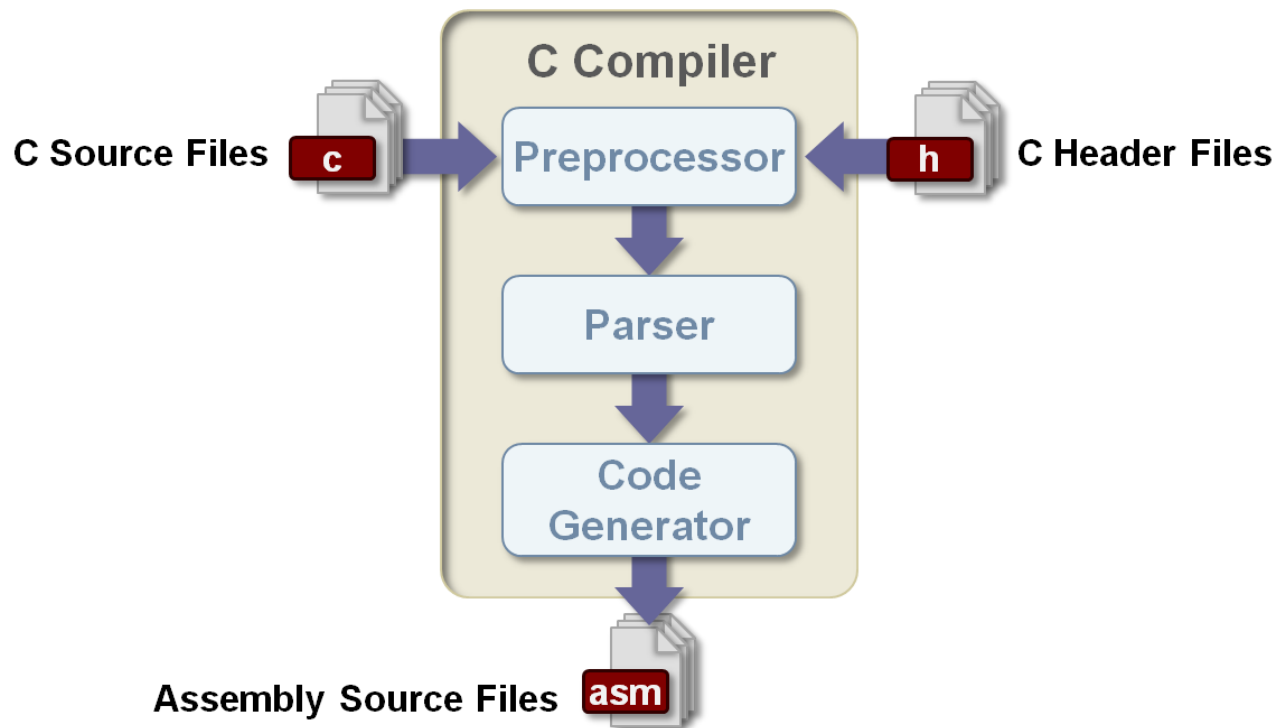 C Compiler
C Source Files
c
Preprocessor
h
C Header Files
Parser
Code
Generator
Assembly Source Files
asm